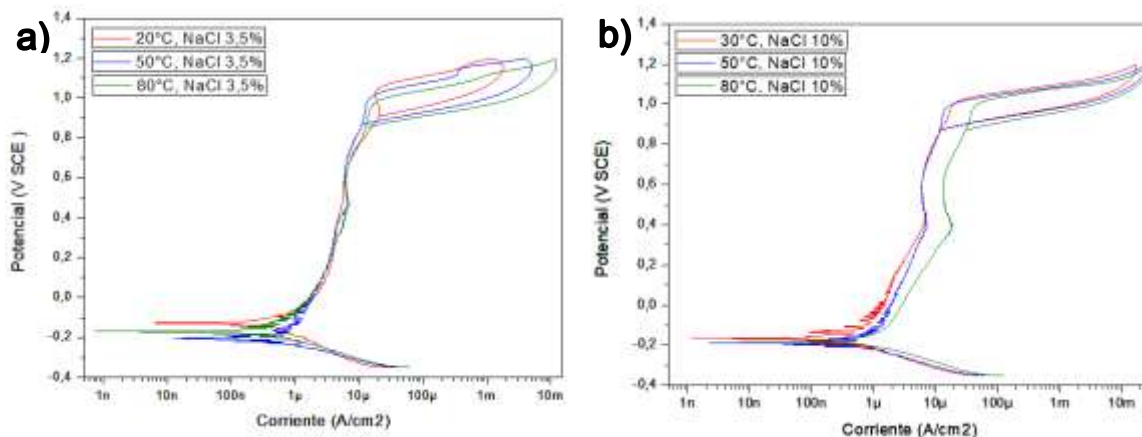 a)
20°C, NaCl 3,5%
50°C, NaCl 3,5%
80°C, NaCl 3,5%
1,4
1,2
1,0
0,8
0,6
0,4
0,2
0,0
-0,2
-0,4
Potencial (V SCE)
1n
10n
100n
1µ
10µ
100µ
1m
10m
Corriente (A/cm2)
b)
30°C, NaCl 10%
50°C, NaCl 10%
80°C, NaCl 10%
1,4
1,2
1,0
0,8
0,6
0,4
0,2
0,0
-0,2
-0,4
Potencial (V SCE)
1n
10n
100n
1µ
10µ
100µ
1m
10m
Corriente (A/cm2)